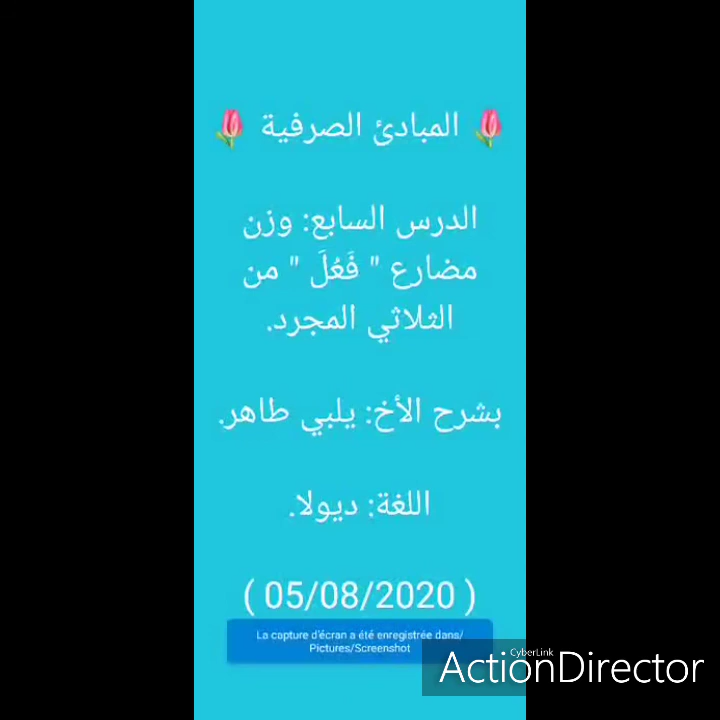 🌷 المبادئ الصرفية 🌷
الدرس السابع: وزن
مضارع " فَعُلَ " من
الثلاثي المجرد.
بشرح الأخ: يلبي طاهر.
اللغة: ديولا.
( 05/08/2020 )
La capture d'écran a été enregistrée dans/
Pictures/Screenshot
CyberLink
ActionDirector